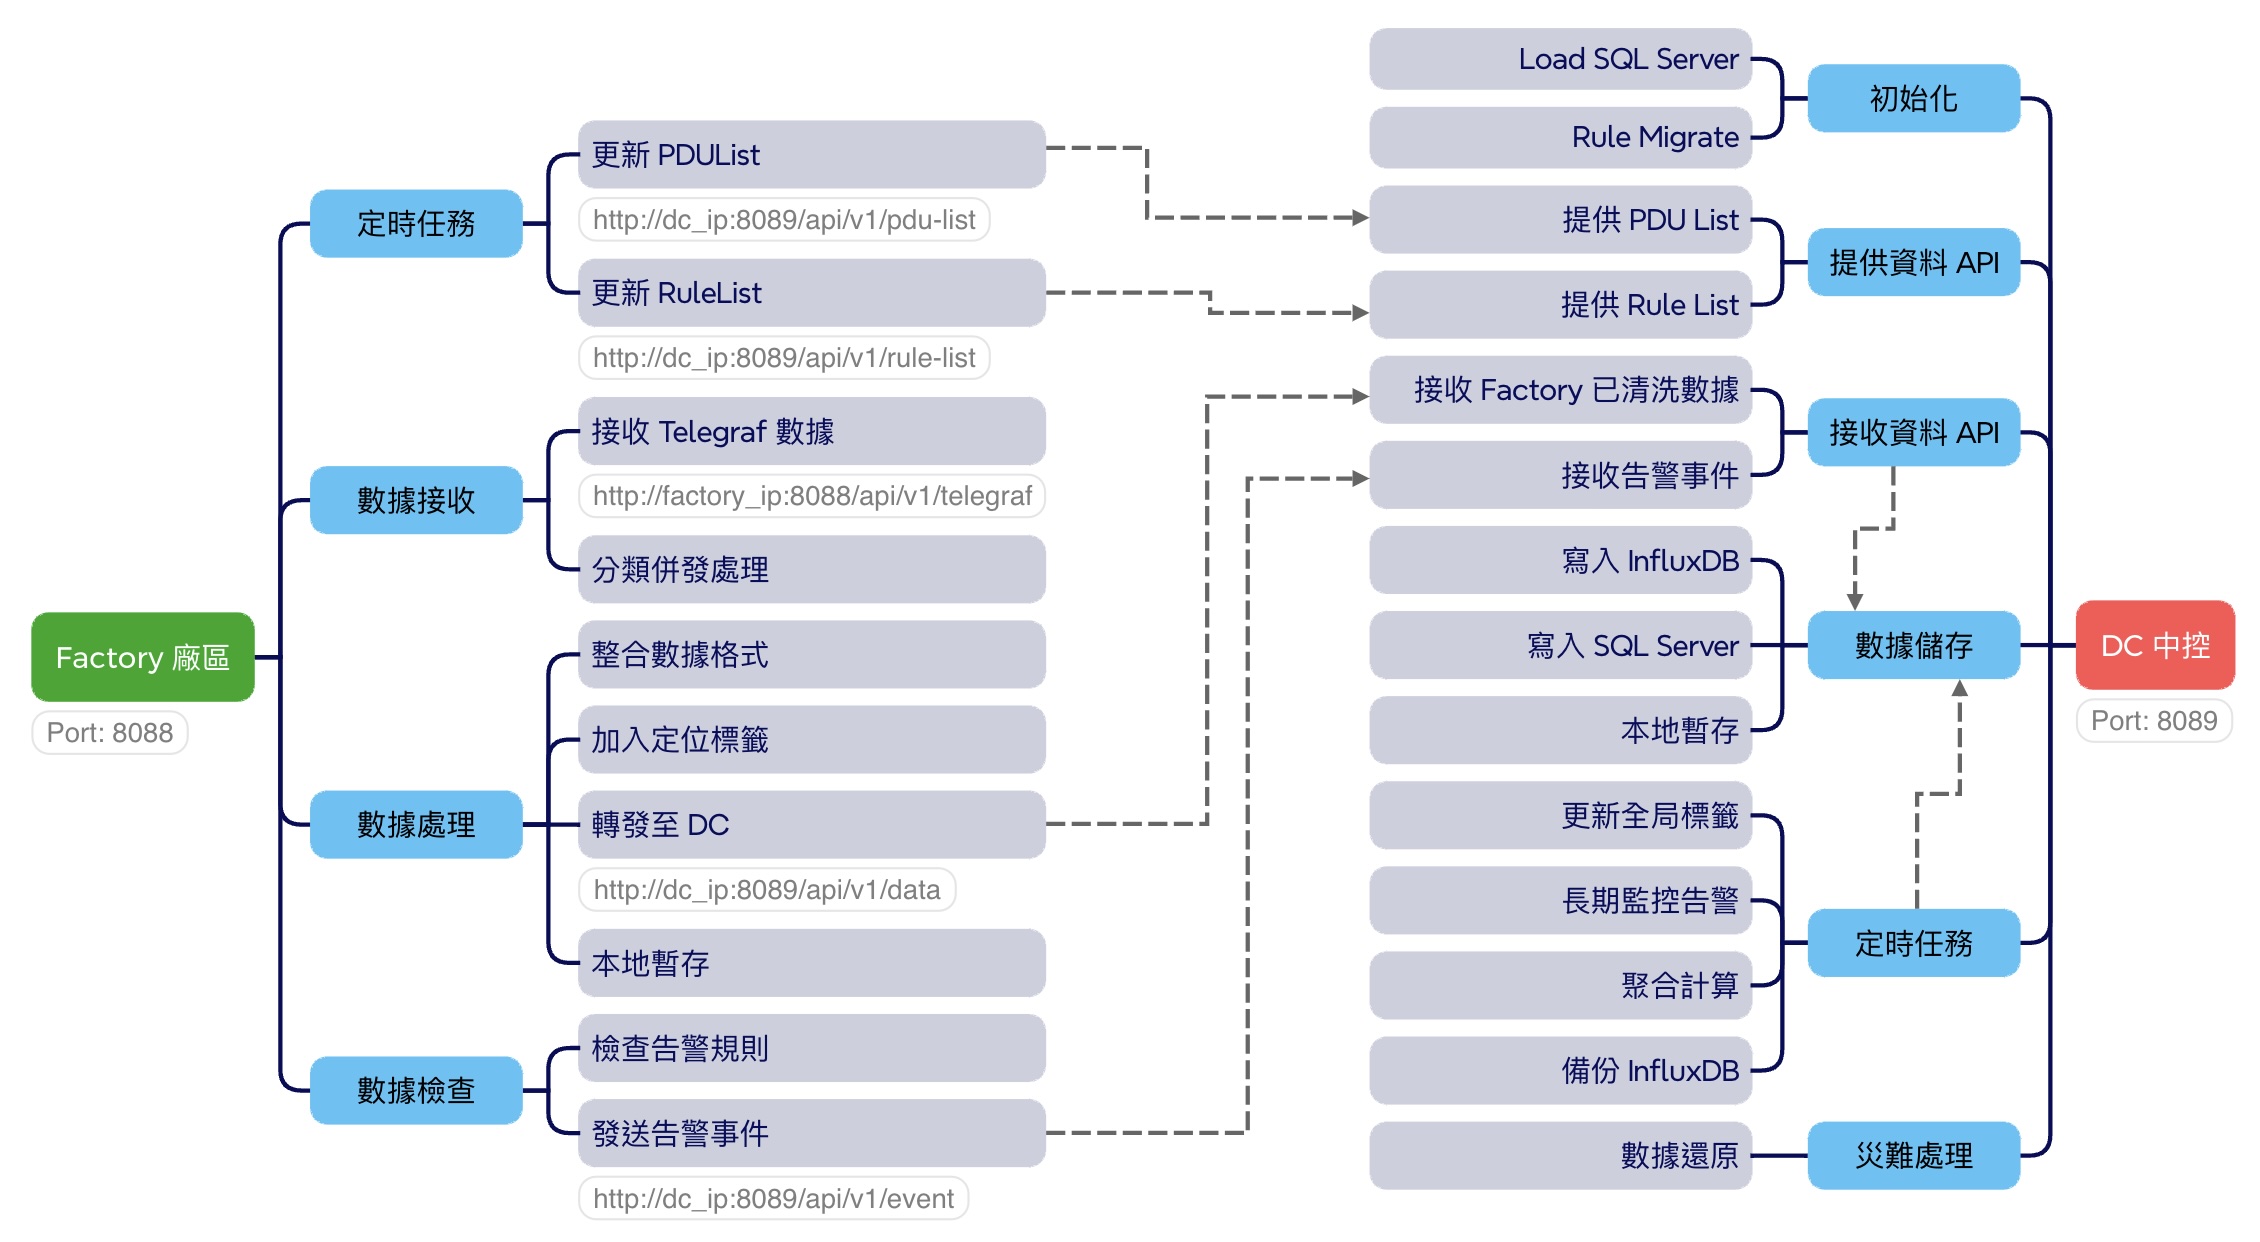 Factory 廠區
Port: 8088
定時任務
更新 PDUList
http://dc_ip:8089/api/v1/pdu-list
更新 RuleList
http://dc_ip:8089/api/v1/rule-list
數據接收
接收 Telegraf 數據
http://factory_ip:8088/api/v1/telegraf
分類併發處理
數據處理
整合數據格式
加入定位標籤
轉發至 DC
http://dc_ip:8089/api/v1/data
本地暫存
數據檢查
檢查告警規則
發送告警事件
http://dc_ip:8089/api/v1/event
Load SQL Server
Rule Migrate
初始化
提供 PDU List
提供 Rule List
提供資料 API
接收 Factory 已清洗數據
接收告警事件
接收資料 API
寫入 InfluxDB
寫入 SQL Server
本地暫存
數據儲存
更新全局標籤
長期監控告警
聚合計算
備份 InfluxDB
定時任務
數據還原
災難處理
DC 中控
Port: 8089